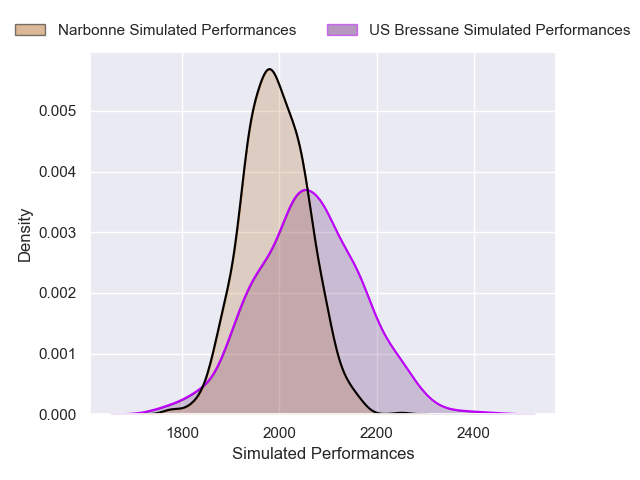 Narbonne Simulated Performances
US Bressane Simulated Performances
0.005
0.004
0.003
0.002
0.001
0.000
Density
1800
2000
2200
2400
Simulated Performances